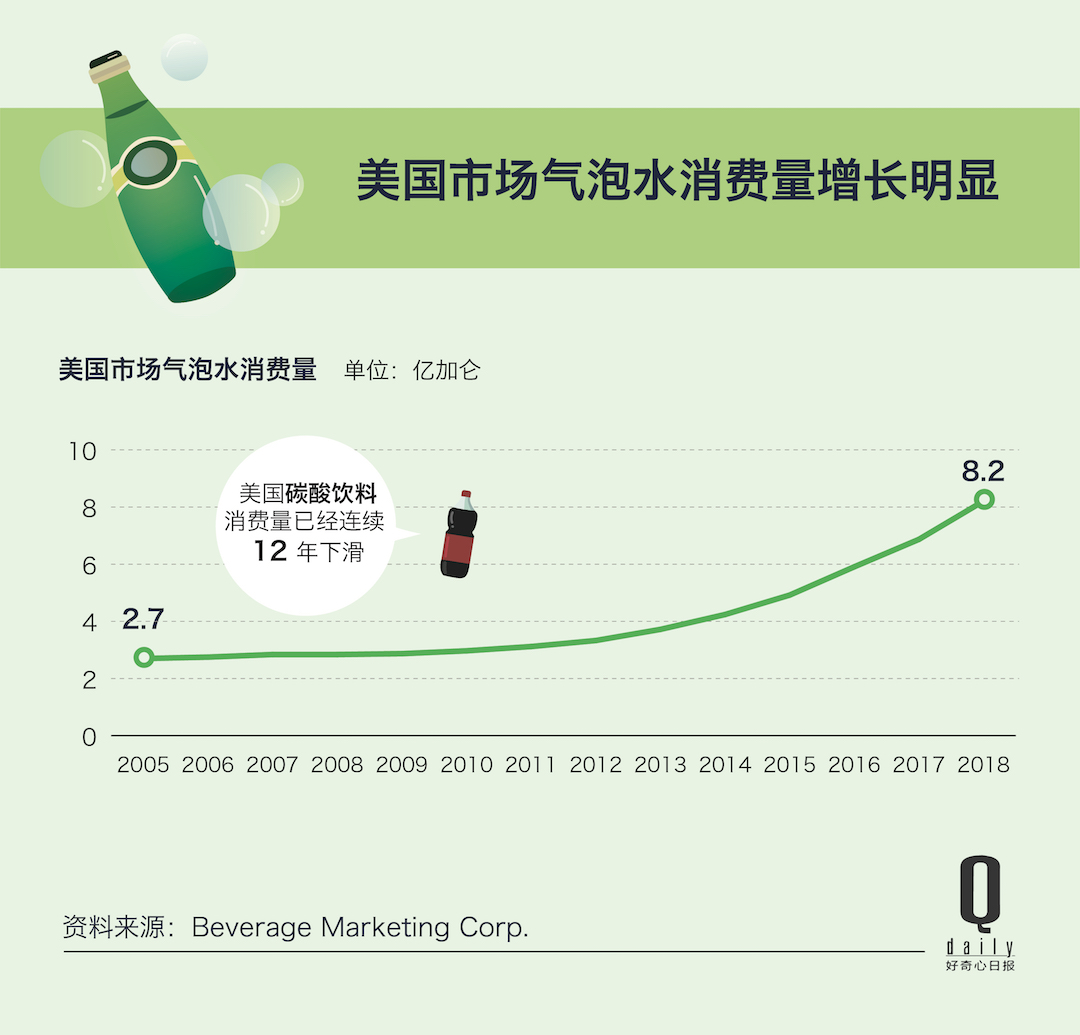 美国市场气泡水消费量增长明显
美国市场气泡水消费量 单位：亿加仑
10
8
6
4
2
0
美国碳酸饮料
消费量已经连续
12 年下滑
2.7
8.2
2005 2006 2007 2008 2009 2010 2011 2012 2013 2014 2015 2016 2017 2018
资料来源：Beverage Marketing Corp.
Q
daily
好奇心日报